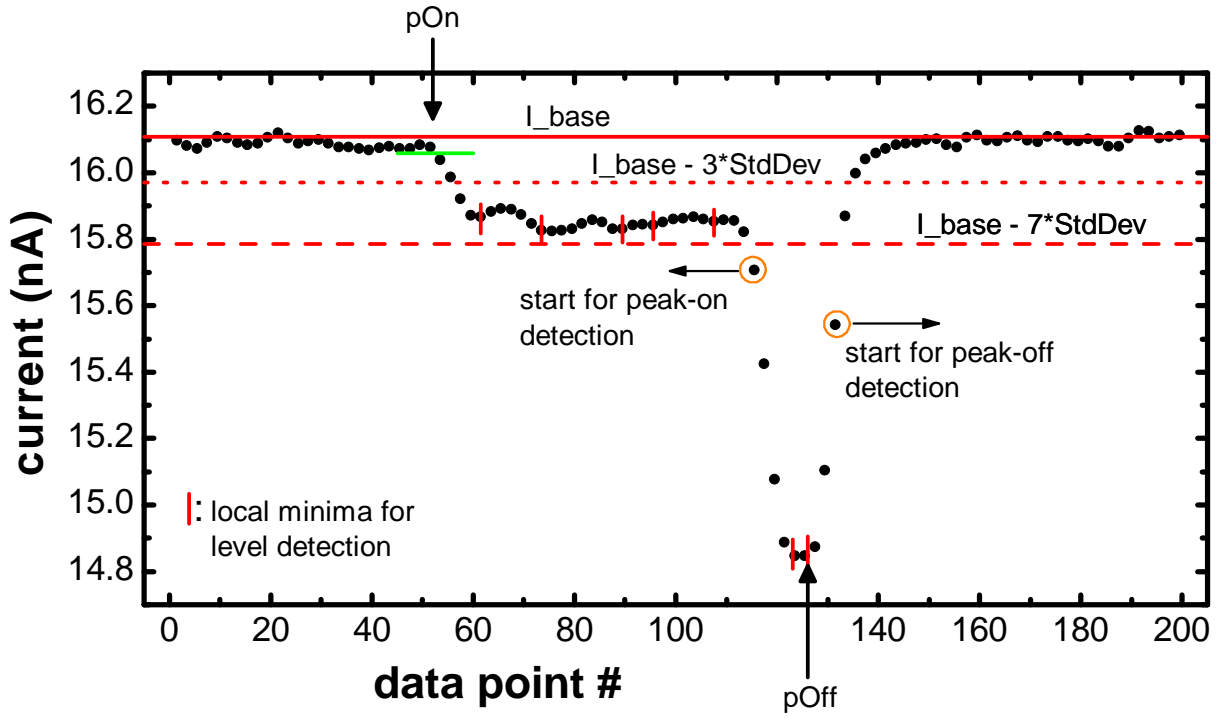 pOn
16.2
16.0
15.8
15.6
15.4
15.2
15.0
14.8
current (nA)
I_base
I_base - 3*StdDev
I_base - 7*StdDev
start for peak-on
detection
start for peak-off
detection
: local minima for
level detection
0 20 40 60 80 100 120 140 160 180 200
data point #
pOff